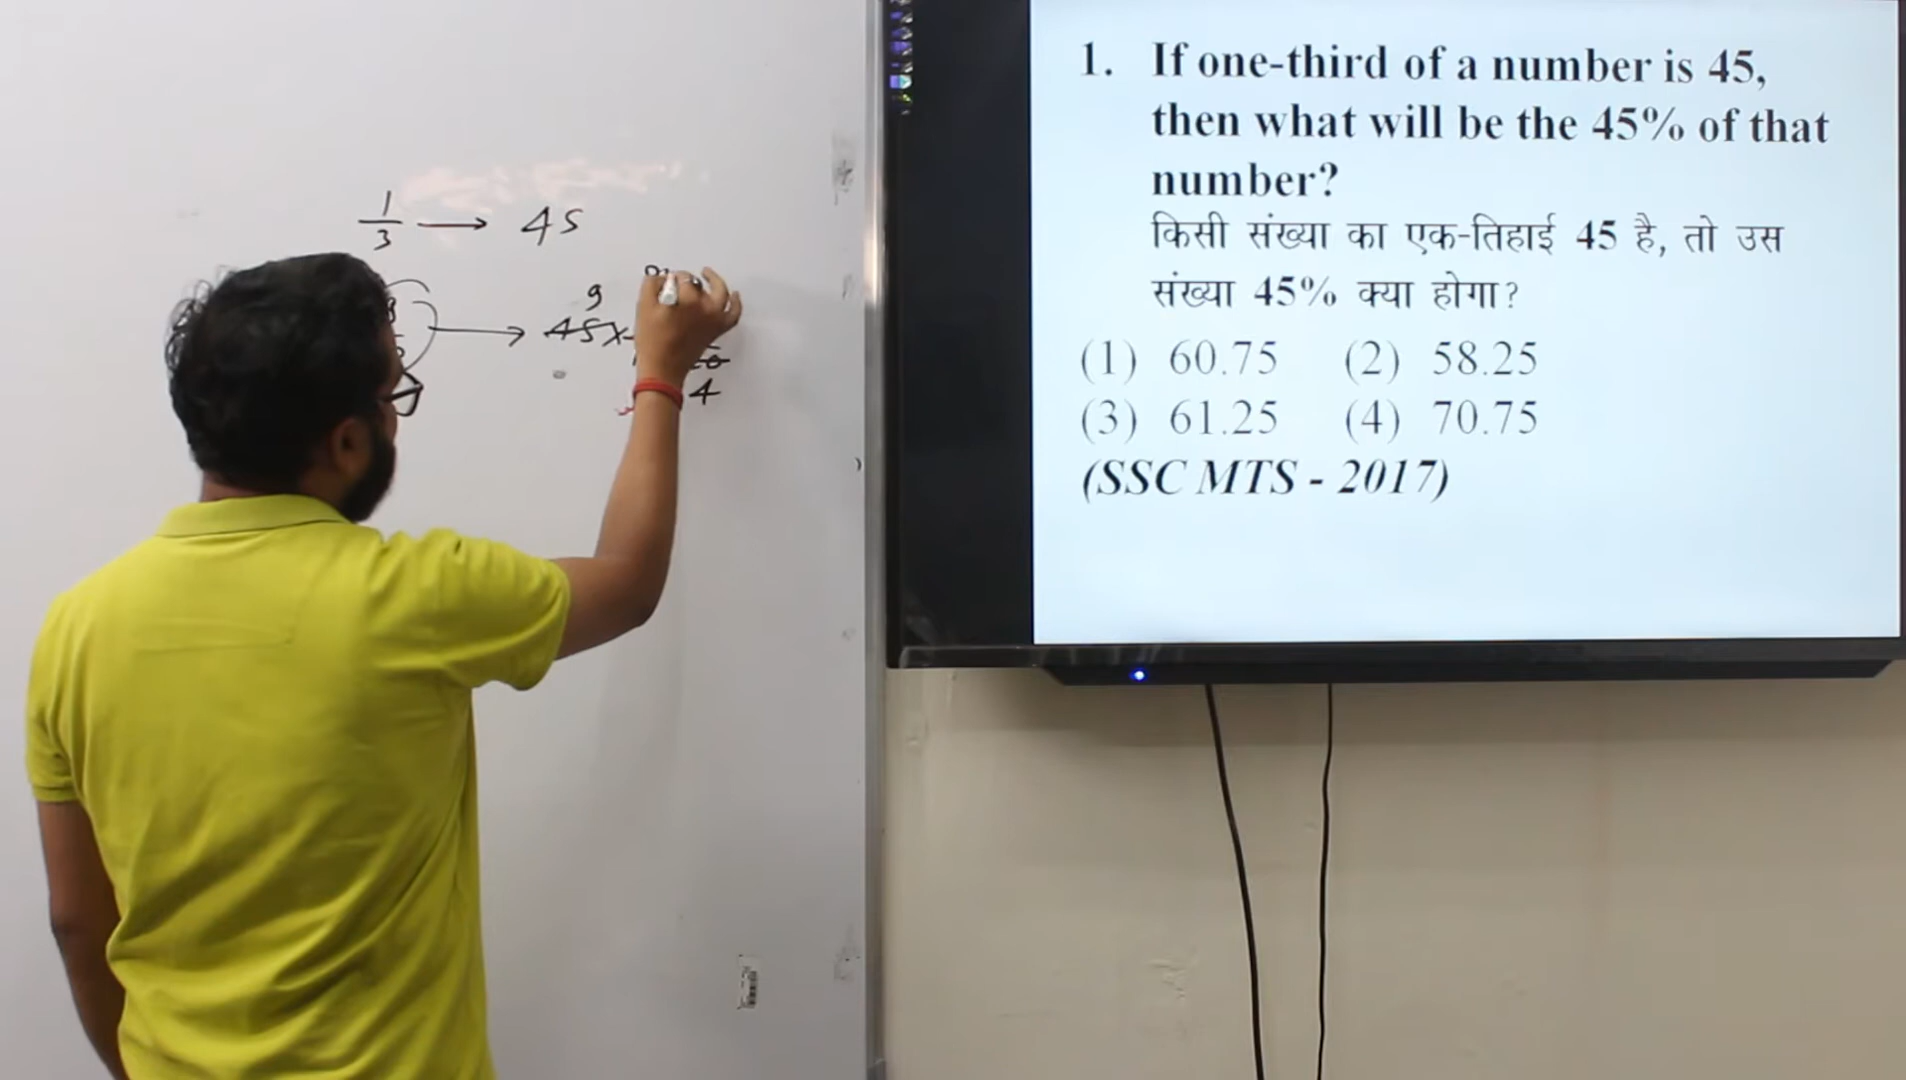 1/3 → 45
9
→ 45 ×
4
1. If one-third of a number is 45,
then what will be the 45% of that
number?
किसी संख्या का एक-तिहाई 45 है, तो उस
संख्या 45% क्या होगा?
(1) 60.75 (2) 58.25
(3) 61.25 (4) 70.75
(SSC MTS - 2017)